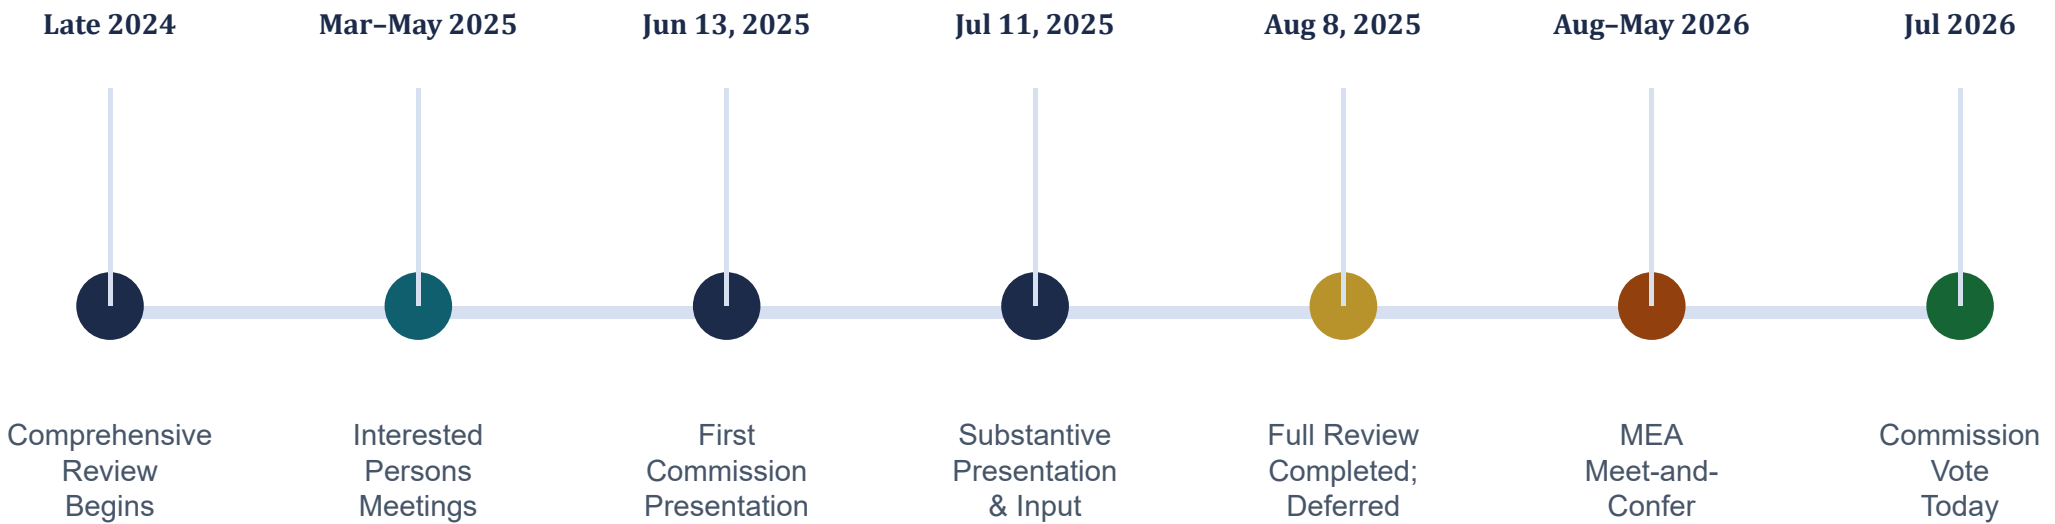 Late 2024
Mar–May 2025
Jun 13, 2025
Jul 11, 2025
Aug 8, 2025
Aug–May 2026
Jul 2026
Comprehensive
Review
Begins
Interested
Persons
Meetings
First
Commission
Presentation
Substantive
Presentation
& Input
Full Review
Completed;
Deferred
MEA
Meet-and-
Confer
Commission
Vote
Today